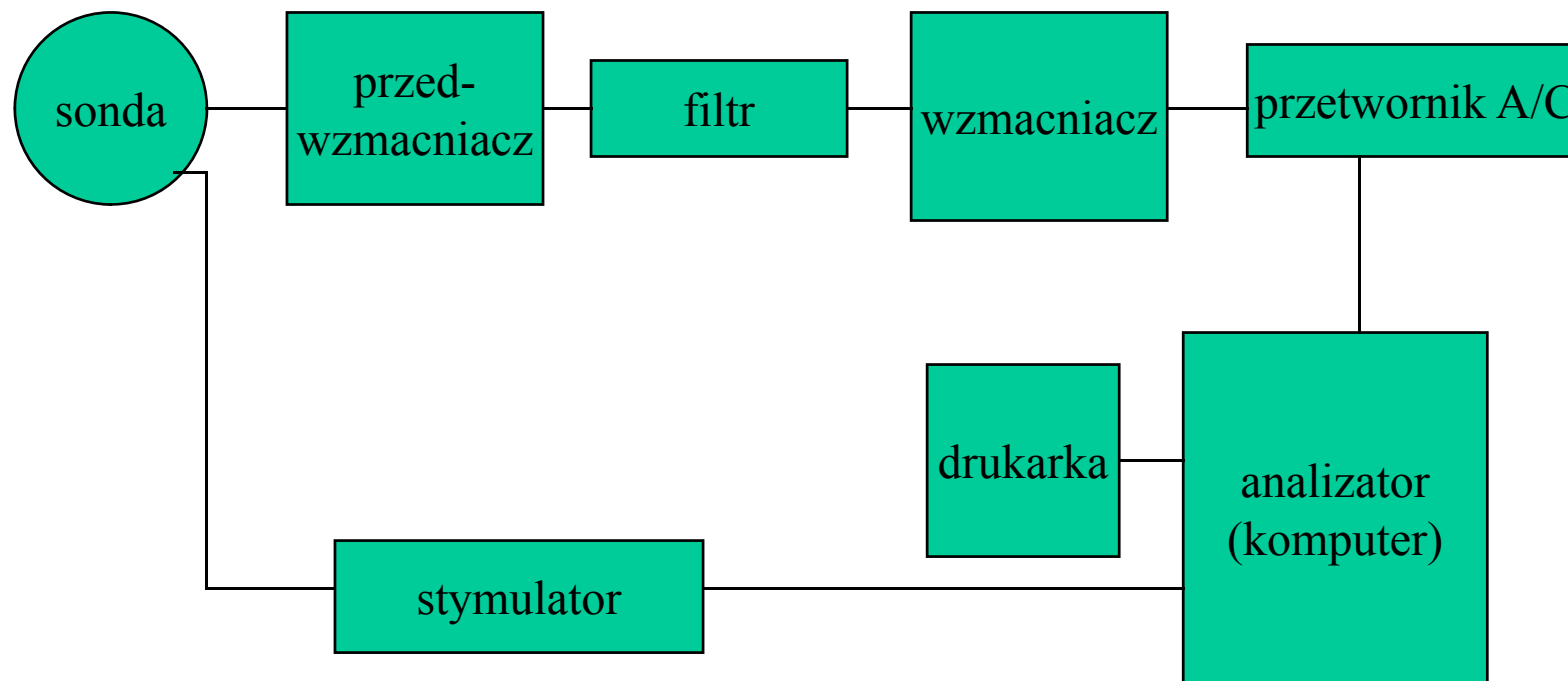 sonda
przed-
wzmacniacz
filtr
wzmacniacz
przetwornik A/C
drukarka
analizator
(komputer)
stymulator